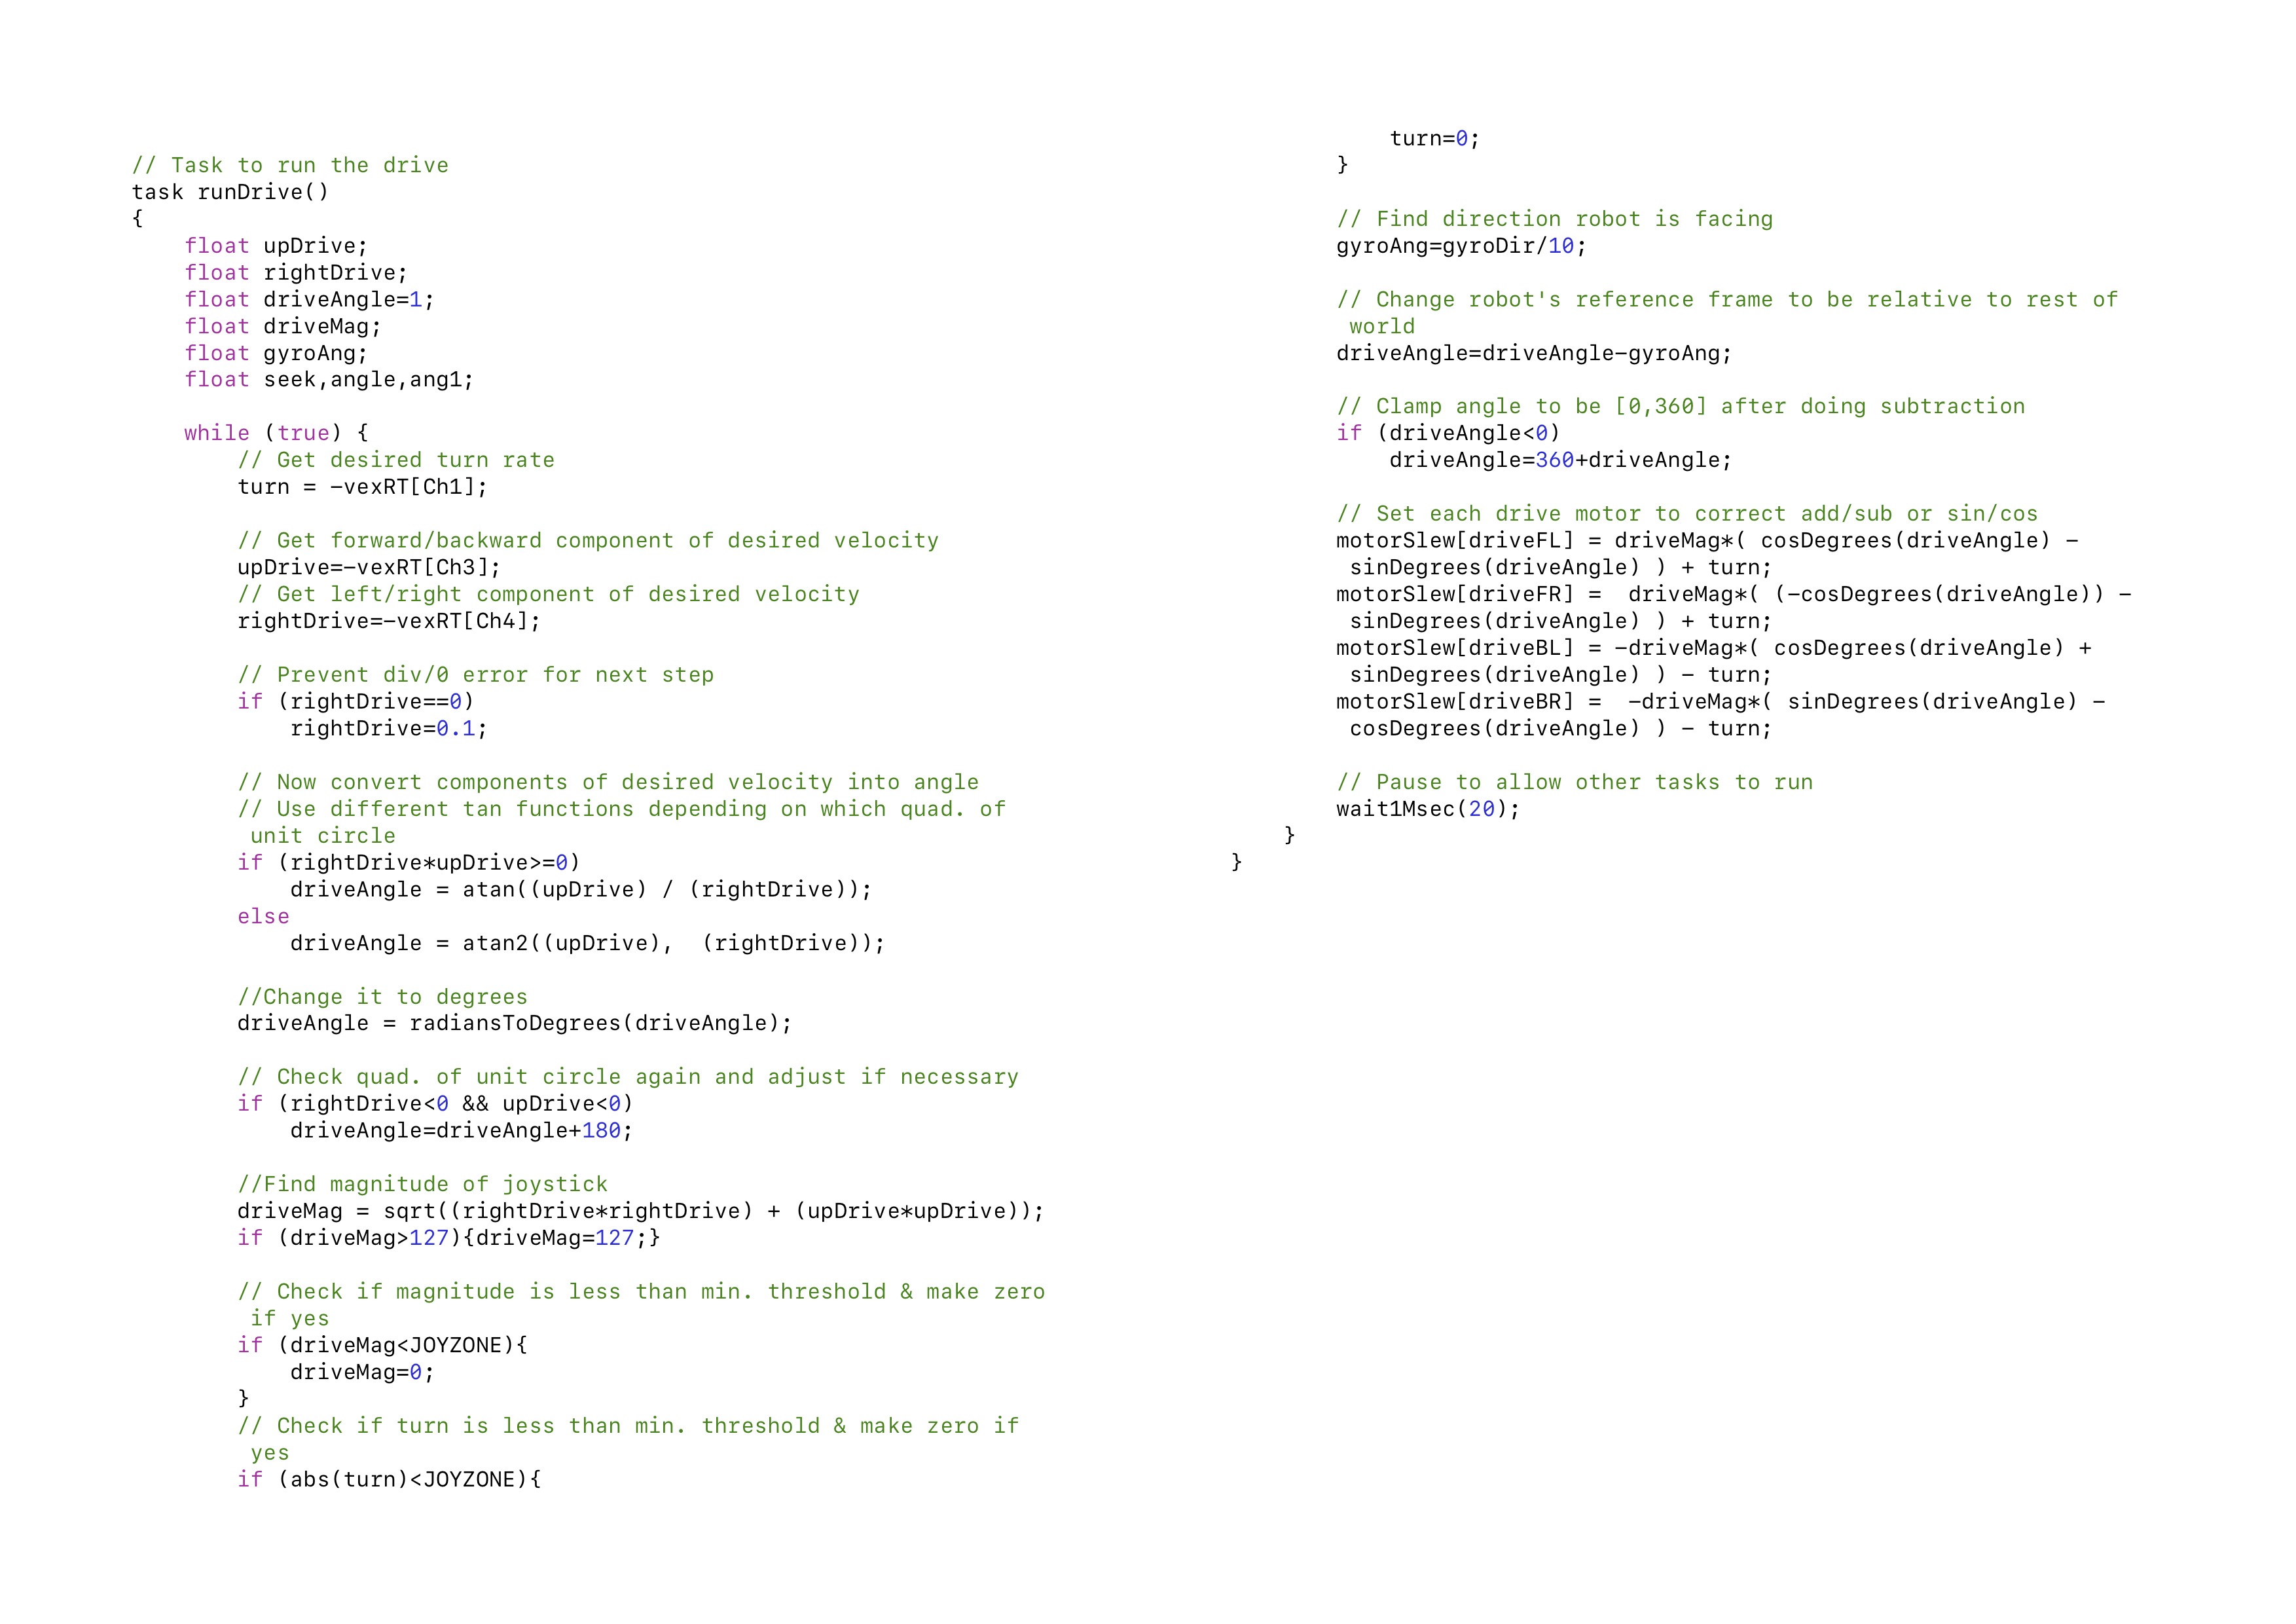 // Task to run the drive
task runDrive()
{
    float upDrive;
    float rightDrive;
    float driveAngle=1;
    float driveMag;
    float gyroAng;
    float seek,angle,ang1;

    while (true) {
        // Get desired turn rate
        turn = -vexRT[Ch1];

        // Get forward/backward component of desired velocity
        upDrive=-vexRT[Ch3];
        // Get left/right component of desired velocity
        rightDrive=-vexRT[Ch4];

        // Prevent div/0 error for next step
        if (rightDrive==0)
            rightDrive=0.1;

        // Now convert components of desired velocity into angle
        // Use different tan functions depending on which quad. of
         unit circle
        if (rightDrive*upDrive>=0)
            driveAngle = atan((upDrive) / (rightDrive));
        else
            driveAngle = atan2((upDrive),  (rightDrive));

        //Change it to degrees
        driveAngle = radiansToDegrees(driveAngle);

        // Check quad. of unit circle again and adjust if necessary
        if (rightDrive<0 && upDrive<0)
            driveAngle=driveAngle+180;

        //Find magnitude of joystick
        driveMag = sqrt((rightDrive*rightDrive) + (upDrive*upDrive));
        if (driveMag>127){driveMag=127;}

        // Check if magnitude is less than min. threshold & make zero
         if yes
        if (driveMag<JOYZONE){
            driveMag=0;
        }
        // Check if turn is less than min. threshold & make zero if
         yes
        if (abs(turn)<JOYZONE){
            turn=0;
        }

        // Find direction robot is facing
        gyroAng=gyroDir/10;

        // Change robot's reference frame to be relative to rest of
         world
        driveAngle=driveAngle-gyroAng;

        // Clamp angle to be [0,360] after doing subtraction
        if (driveAngle<0)
            driveAngle=360+driveAngle;

        // Set each drive motor to correct add/sub or sin/cos
        motorSlew[driveFL] = driveMag*( cosDegrees(driveAngle) -
         sinDegrees(driveAngle) ) + turn;
        motorSlew[driveFR] =  driveMag*( (-cosDegrees(driveAngle)) -
         sinDegrees(driveAngle) ) + turn;
        motorSlew[driveBL] = -driveMag*( cosDegrees(driveAngle) +
         sinDegrees(driveAngle) ) - turn;
        motorSlew[driveBR] =  -driveMag*( sinDegrees(driveAngle) -
         cosDegrees(driveAngle) ) - turn;

        // Pause to allow other tasks to run
        wait1Msec(20);
    }
}